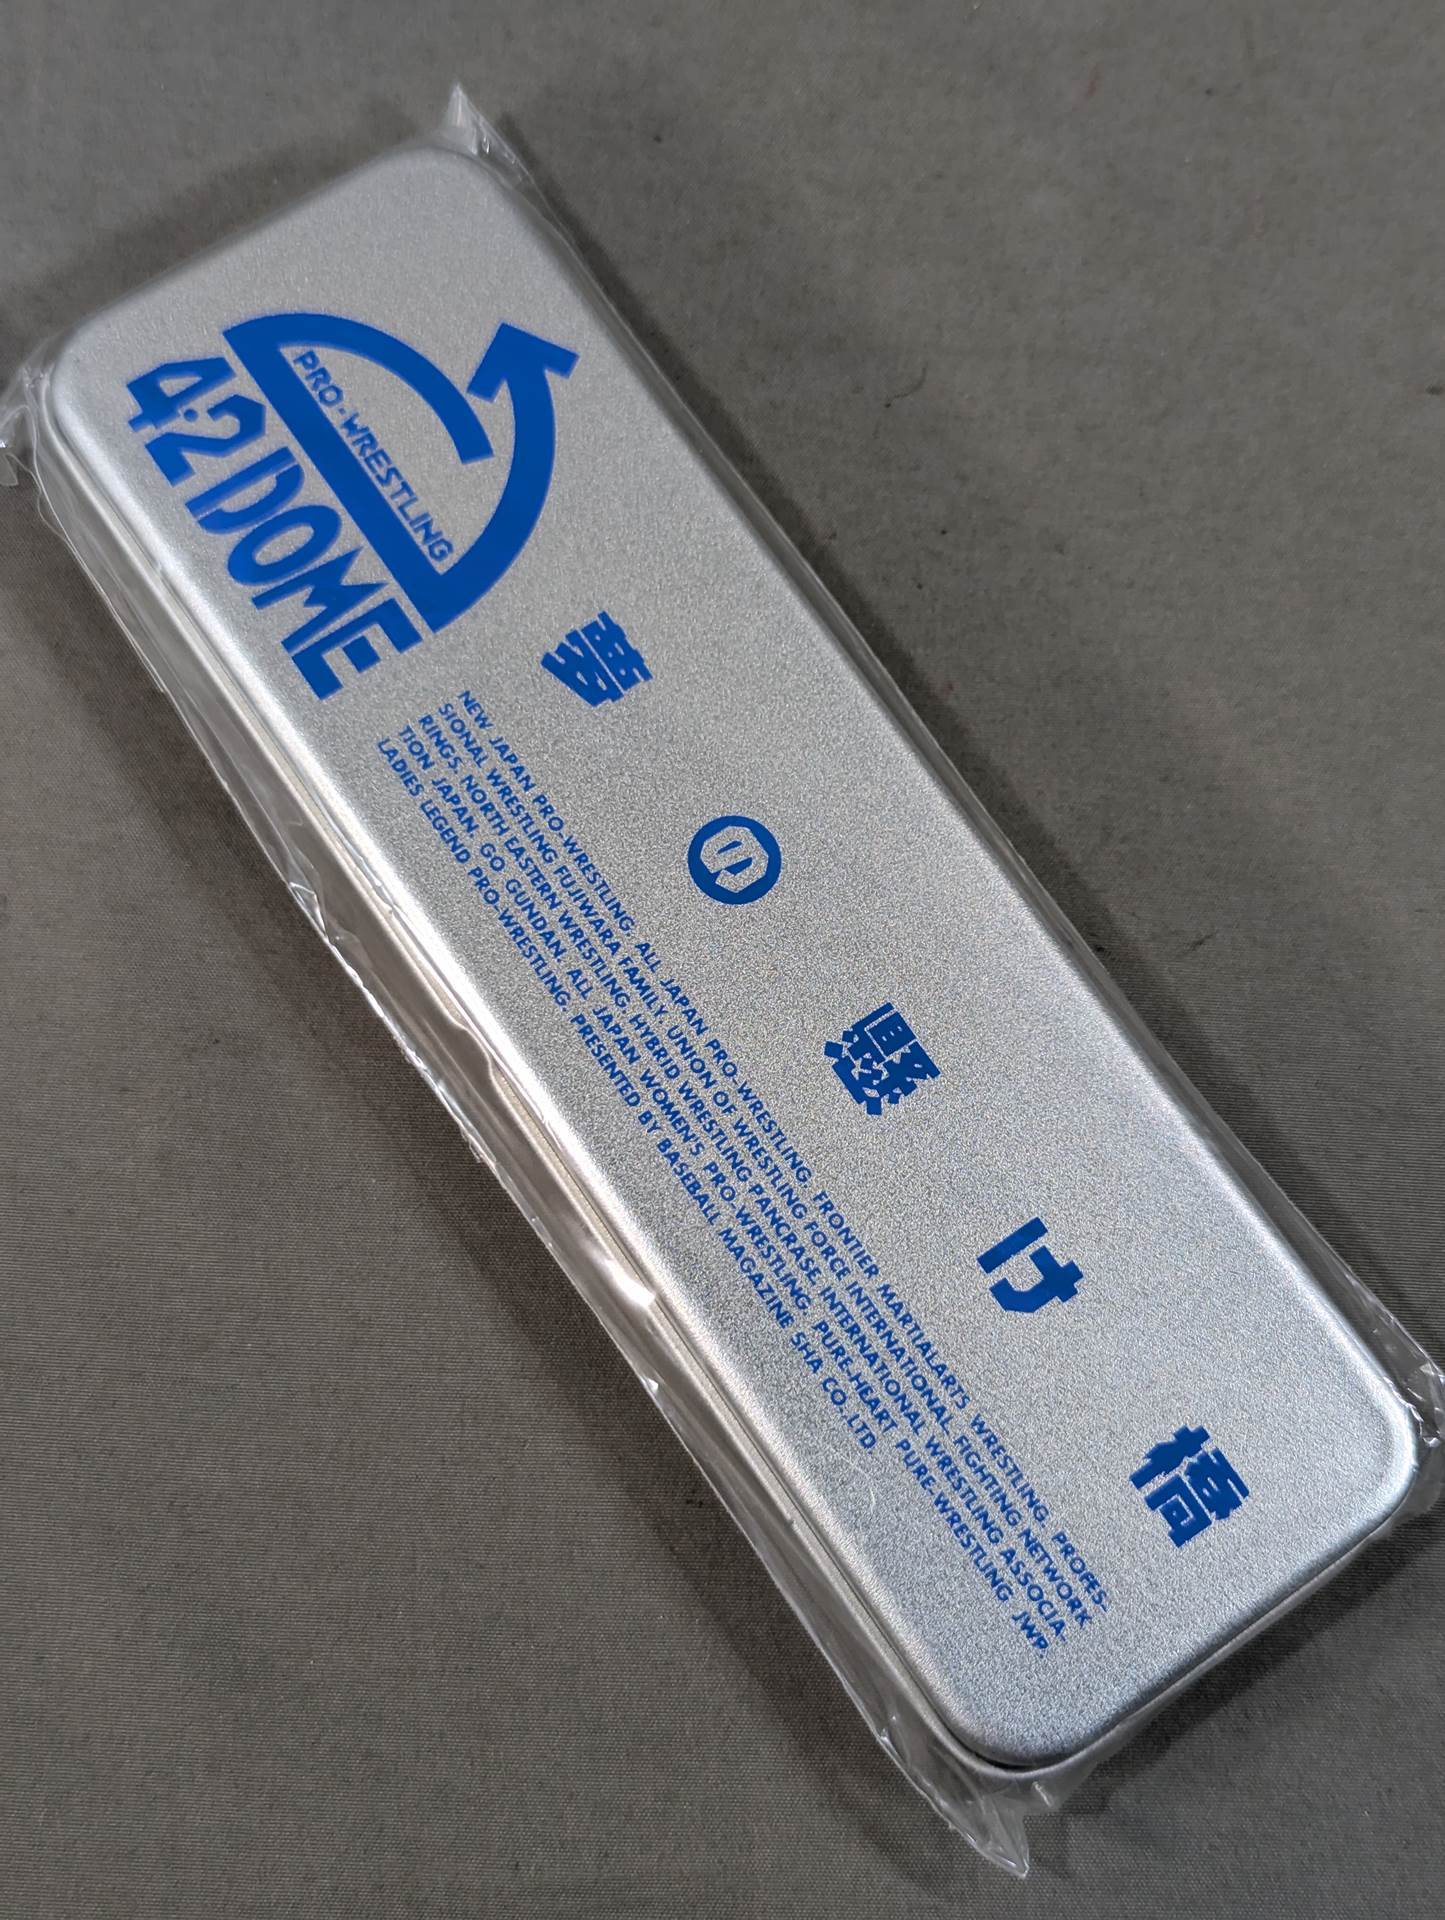 PRO-WRESTLING
4.2 DOME
夢の懸け橋
NEW JAPAN PRO-WRESTLING. ALL JAPAN PRO-WRESTLING. FRONTIER MARTIALARTS WRESTLING. PROFES-
SIONAL WRESTLING FUJIWARA FAMILY. UNION OF WRESTLING FORCE INTERNATIONAL. FIGHTING NETWORK
RINGS. NORTH EASTERN WRESTLING. HYBRID WRESTLING PANCRASE. INTERNATIONAL WRESTLING ASSOCIA-
TION JAPAN. GO GUNDAN. ALL JAPAN WOMEN'S PRO-WRESTLING. PURE-HEART PURE-WRESTLING JWP.
LADIES LEGEND PRO-WRESTLING. PRESENTED BY BASEBALL MAGAZINE SHA CO.,LTD.